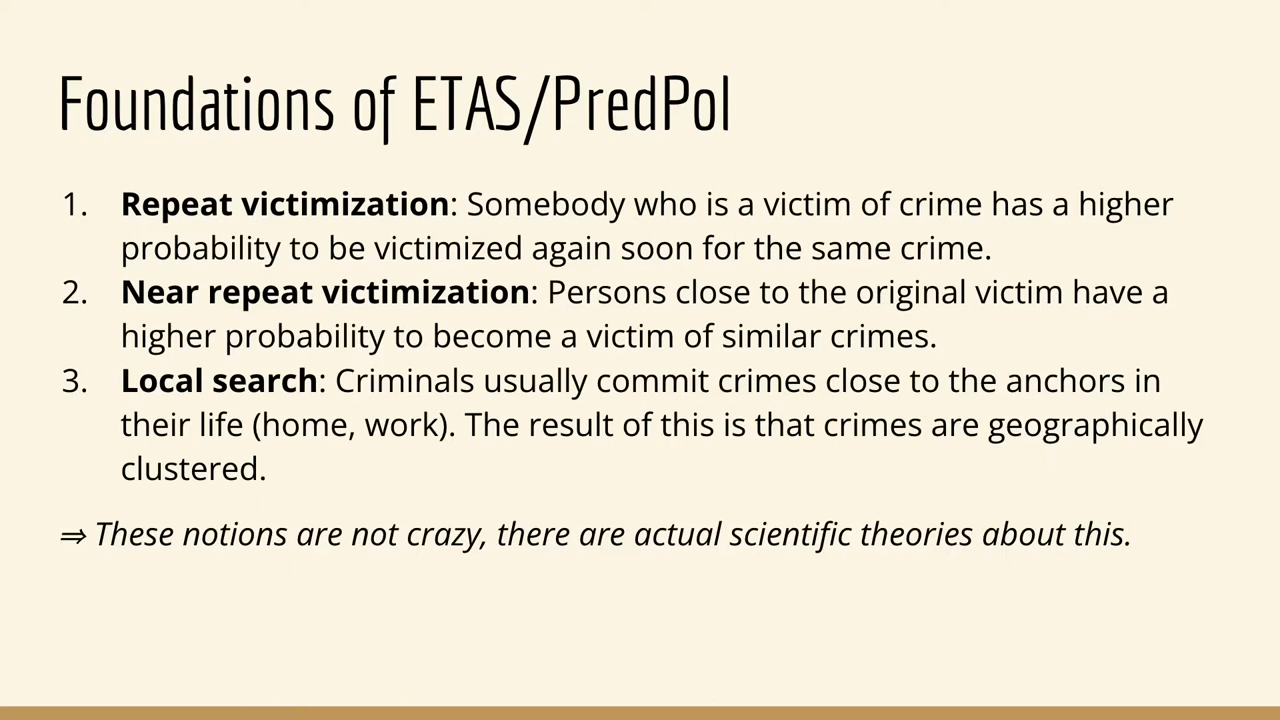 Foundations of ETAS/PredPol
1. Repeat victimization: Somebody who is a victim of crime has a higher
probability to be victimized again soon for the same crime.
2. Near repeat victimization: Persons close to the original victim have a
higher probability to become a victim of similar crimes.
3. Local search: Criminals usually commit crimes close to the anchors in
their life (home, work). The result of this is that crimes are geographically
clustered.
⇒ These notions are not crazy, there are actual scientific theories about this.